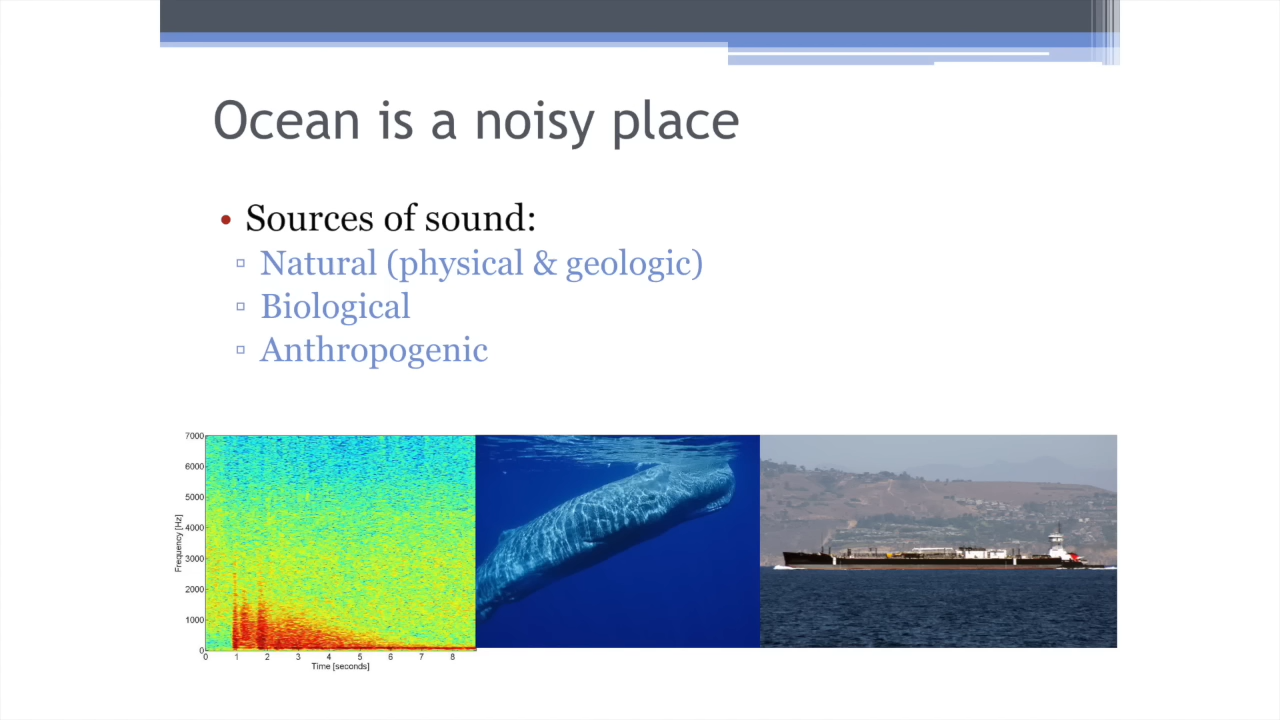 Ocean is a noisy place
• Sources of sound:
▫ Natural (physical & geologic)
▫ Biological
▫ Anthropogenic
7000
6000
5000
4000
3000
2000
1000
0
Frequency [Hz]
0 1 2 3 4 5 6 7 8
Time [seconds]